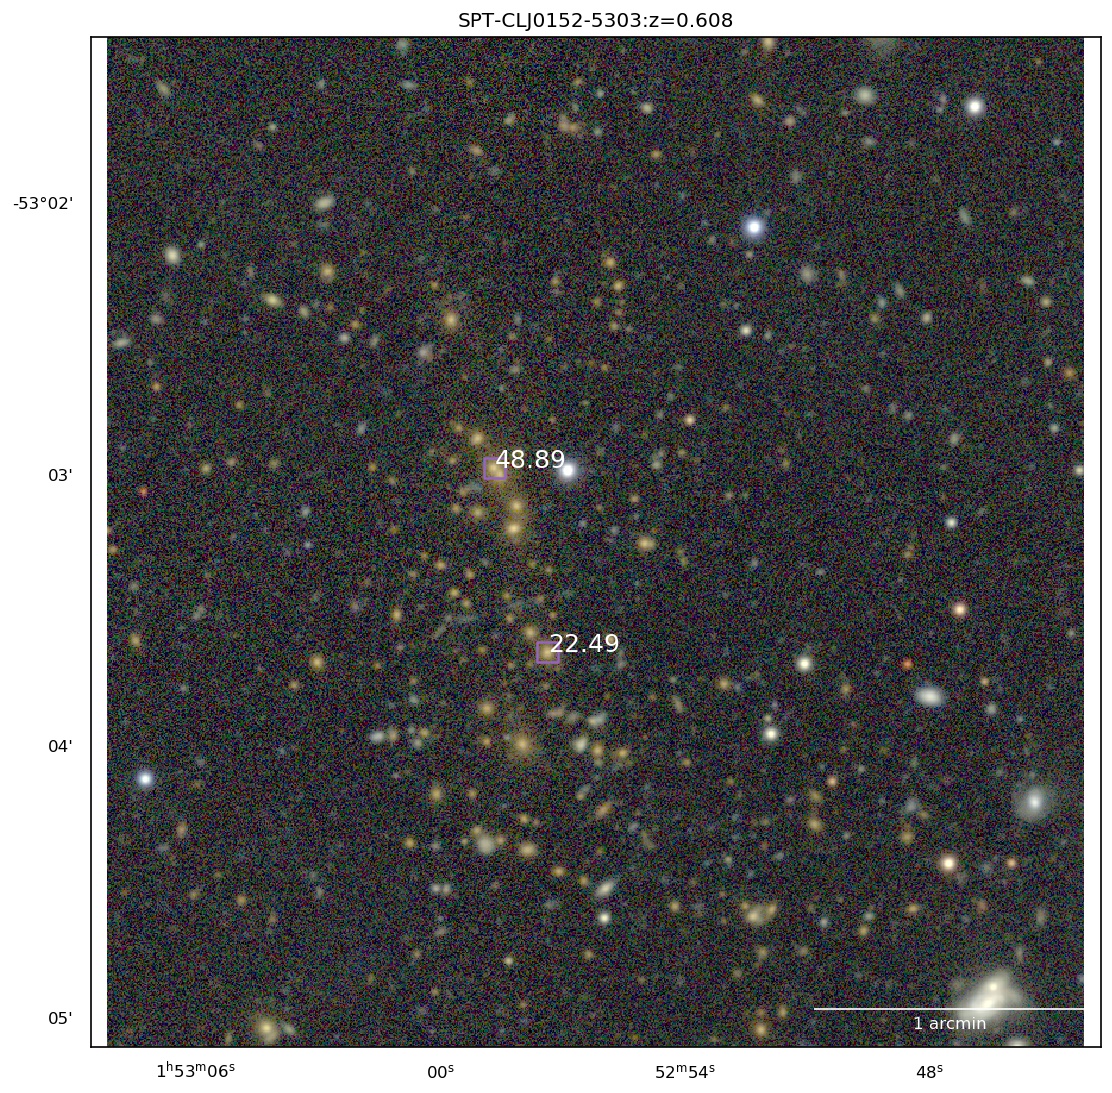 SPT-CLJ0152-5303:z=0.608
-53°02'
03'
04'
05'
48.89
22.49
1 arcmin
1ʰ53ᵐ06ˢ 00ˢ 52ᵐ54ˢ 48ˢ